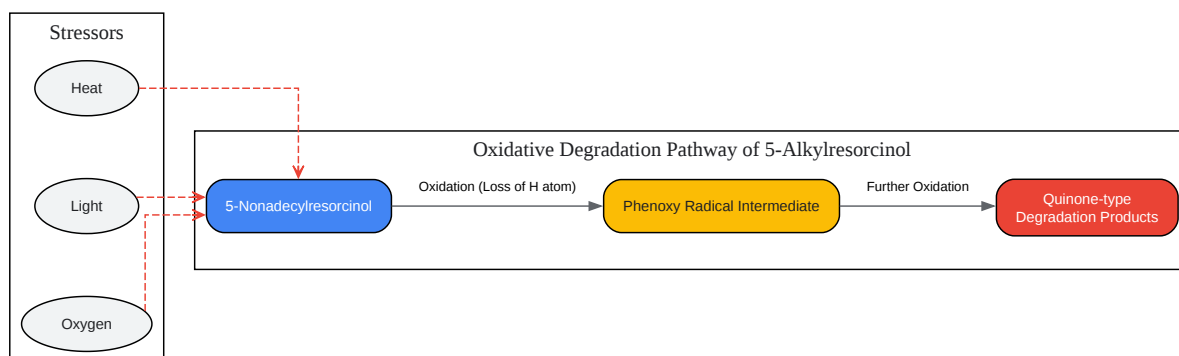 Stressors
Heat
Light
Oxygen
Oxidative Degradation Pathway of 5-Alkylresorcinol
5-Nonadecylresorcinol
Oxidation (Loss of H atom)
Phenoxy Radical Intermediate
Further Oxidation
Quinone-type
Degradation Products